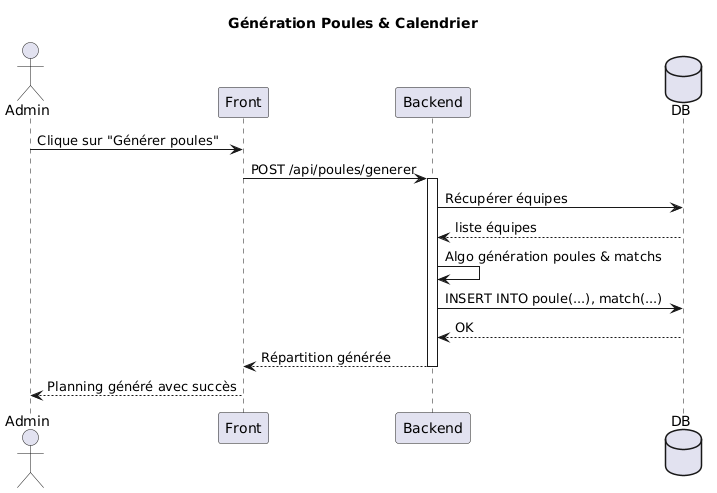 Génération Poules & Calendrier
Admin
Front
Backend
DB
Clique sur "Générer poules"
POST /api/poules/generer
Récupérer équipes
liste équipes
Algo génération poules & matchs
INSERT INTO poule(...), match(...)
OK
Répartition générée
Planning généré avec succès
Admin
Front
Backend
DB